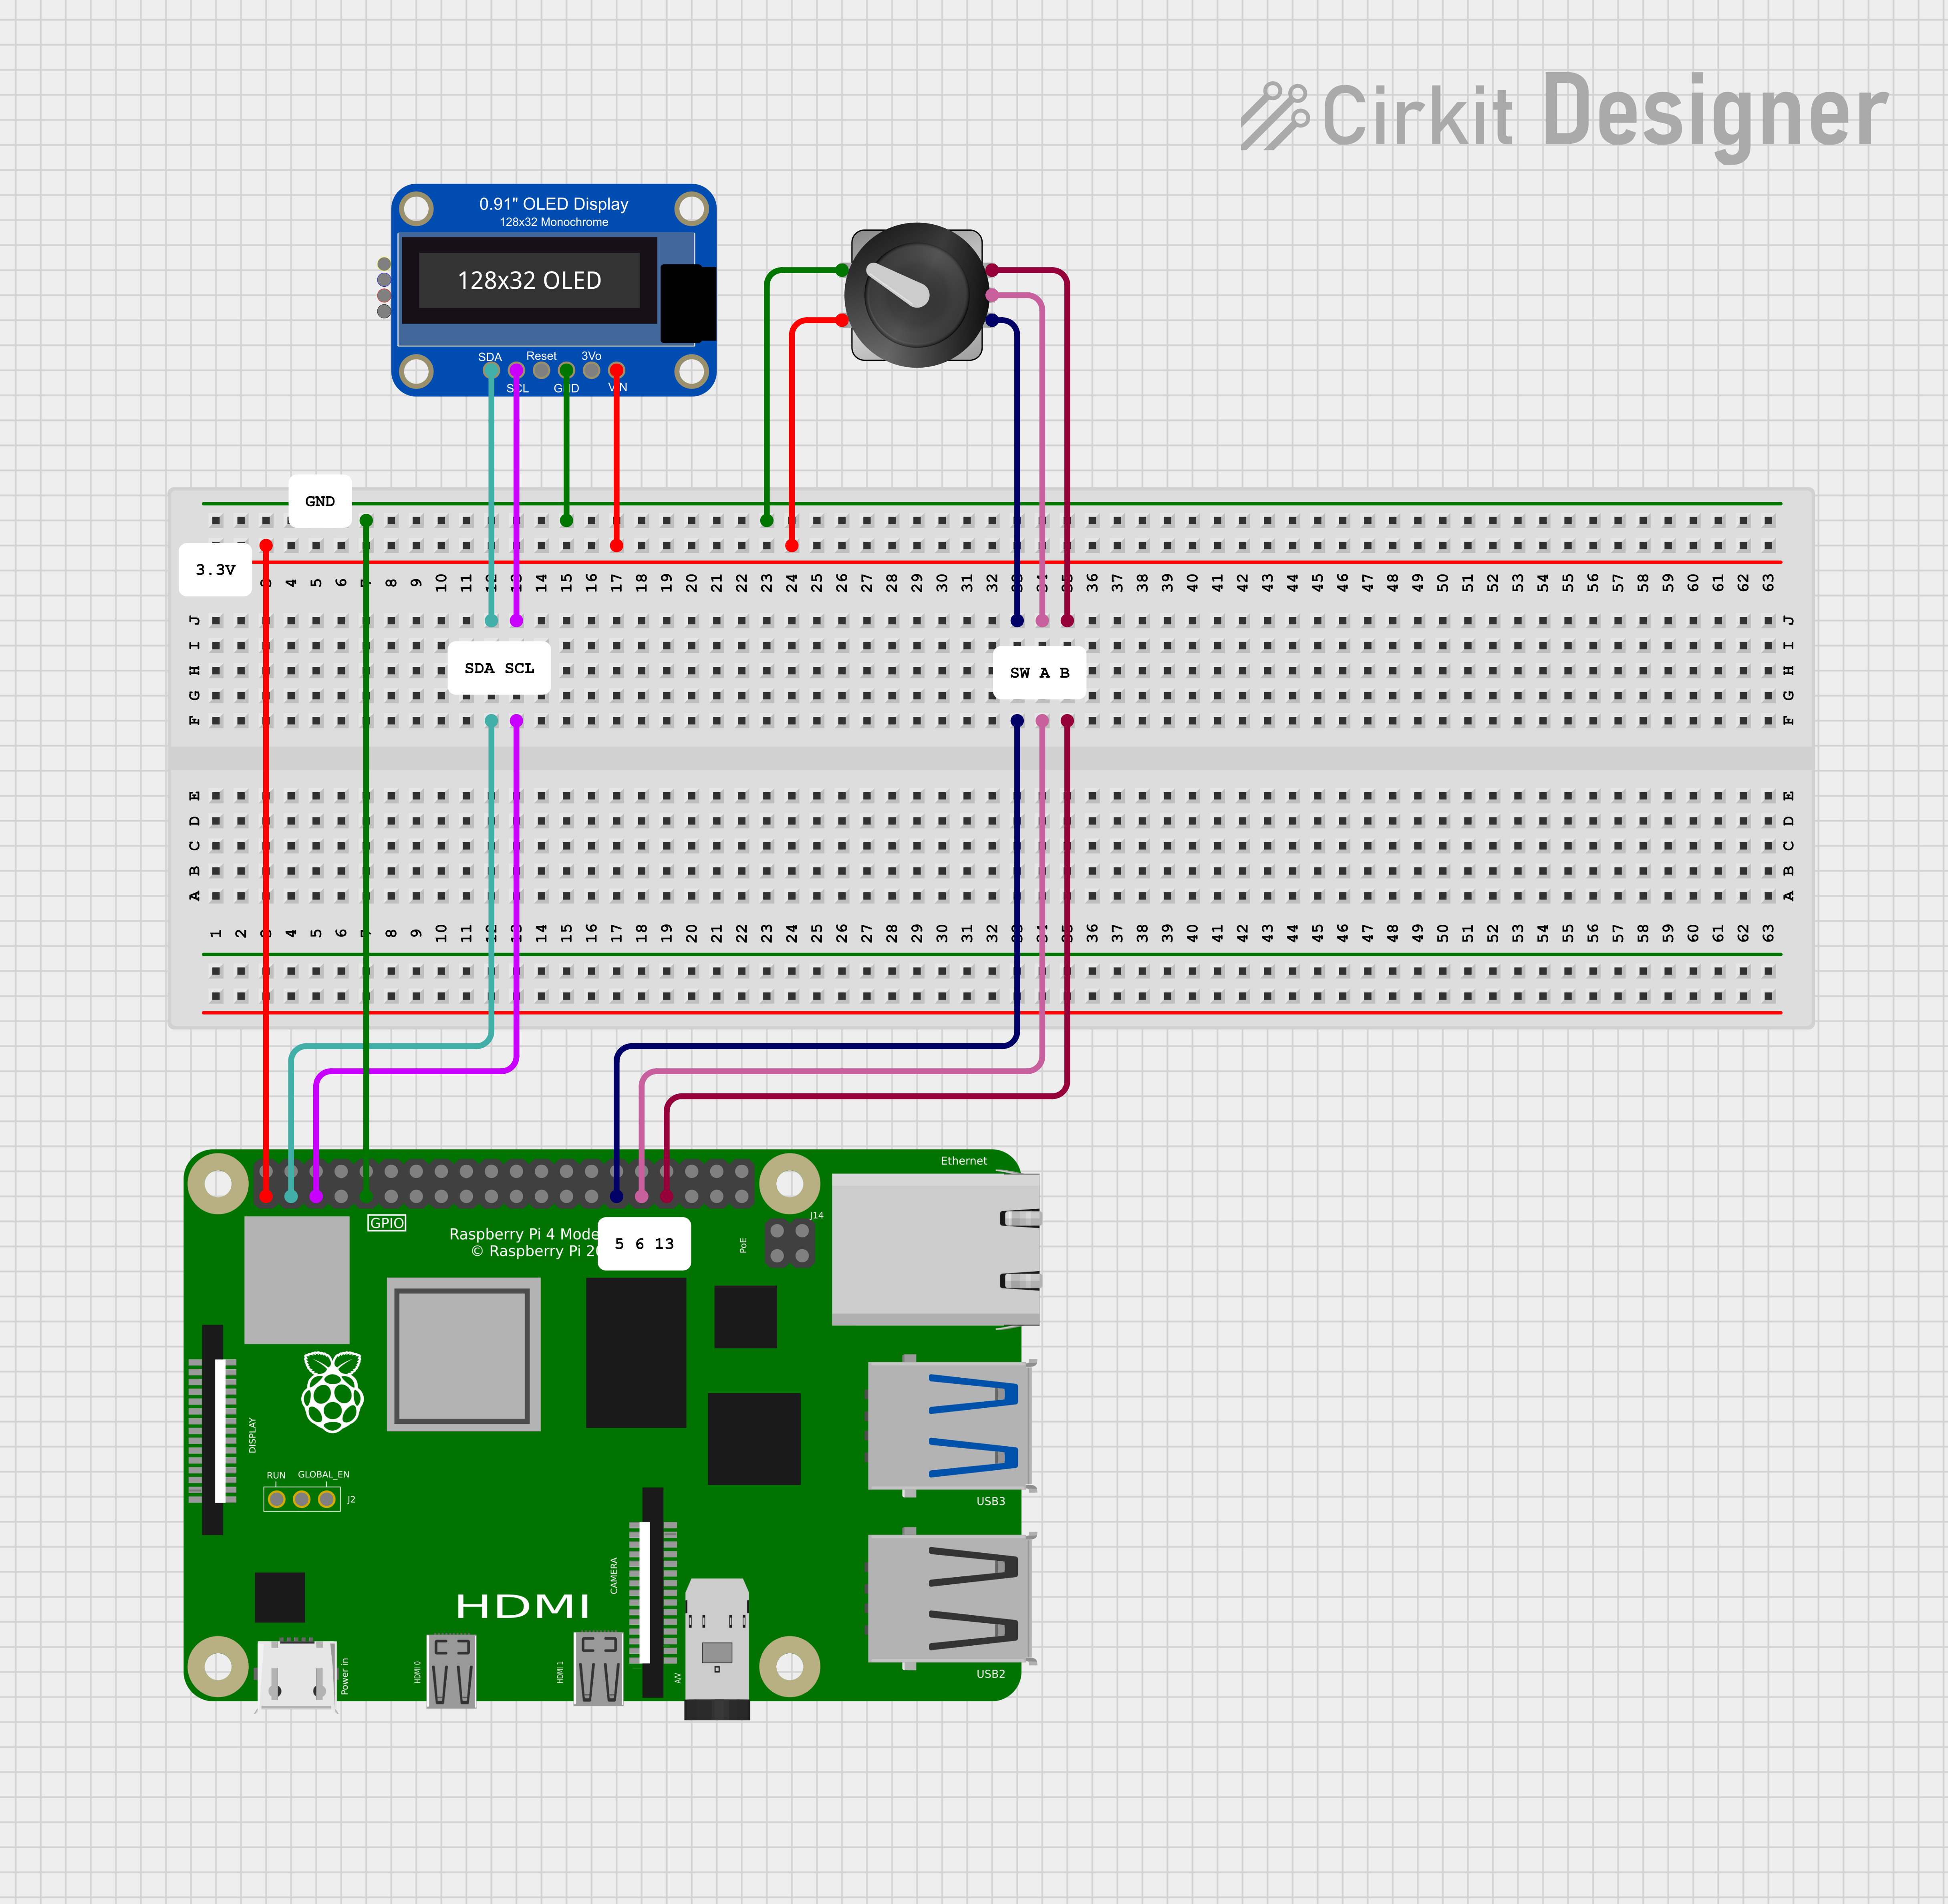 Cirkit Designer
0.91" OLED Display
128x32 Monochrome
128x32 OLED
SDA Reset 3Vo
SCL GND VIN
GND
3.3V
3 4 5 6 7 8 9 10 11 12 13 14 15 16 17 18 19 20 21 22 23 24 25 26 27 28 29 30 31 32 33 34 35 36 37 38 39 40 41 42 43 44 45 46 47 48 49 50 51 52 53 54 55 56 57 58 59 60 61 62 63
J J
I I
SDA SCL
SW A B
H H
G G
F F
E E
D D
C C
B B
A A
1 2 3 4 5 6 7 8 9 10 11 12 13 14 15 16 17 18 19 20 21 22 23 24 25 26 27 28 29 30 31 32 33 34 35 36 37 38 39 40 41 42 43 44 45 46 47 48 49 50 51 52 53 54 55 56 57 58 59 60 61 62 63
Ethernet
GPIO
J14
Raspberry Pi 4 Mode
© Raspberry Pi 20
5 6 13
PoE
DISPLAY
RUN GLOBAL_EN
J2
USB3
CAMERA
HDMI
Power in
HDMI 0
HDMI 1
A/V
USB2